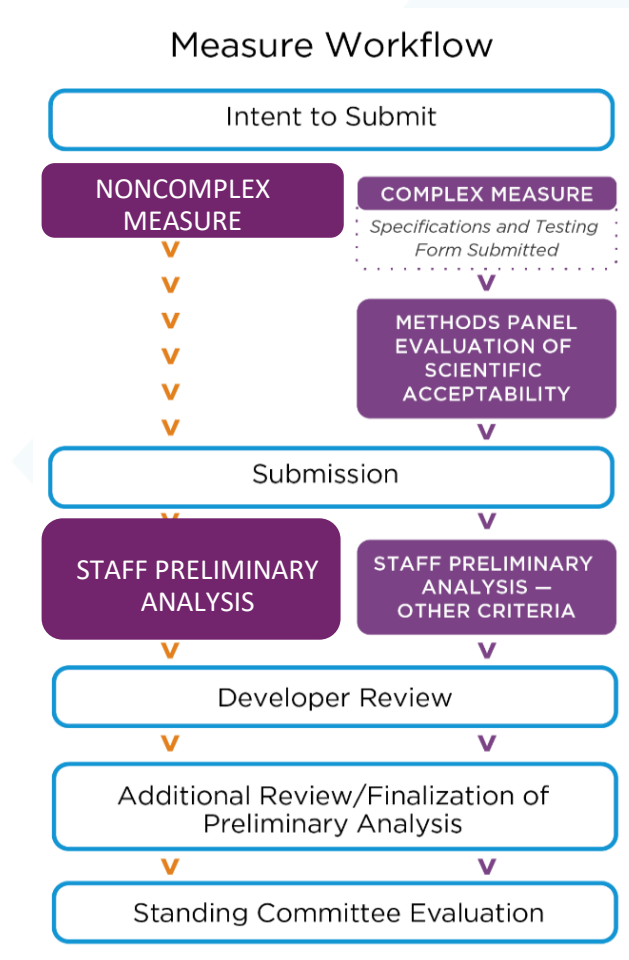 Measure Workflow
Intent to Submit
NONCOMPLEX
MEASURE
COMPLEX MEASURE
Specifications and Testing
Form Submitted
METHODS PANEL
EVALUATION OF
SCIENTIFIC
ACCEPTABILITY
Submission
STAFF PRELIMINARY
ANALYSIS
STAFF PRELIMINARY
ANALYSIS —
OTHER CRITERIA
Developer Review
Additional Review/Finalization of
Preliminary Analysis
Standing Committee Evaluation